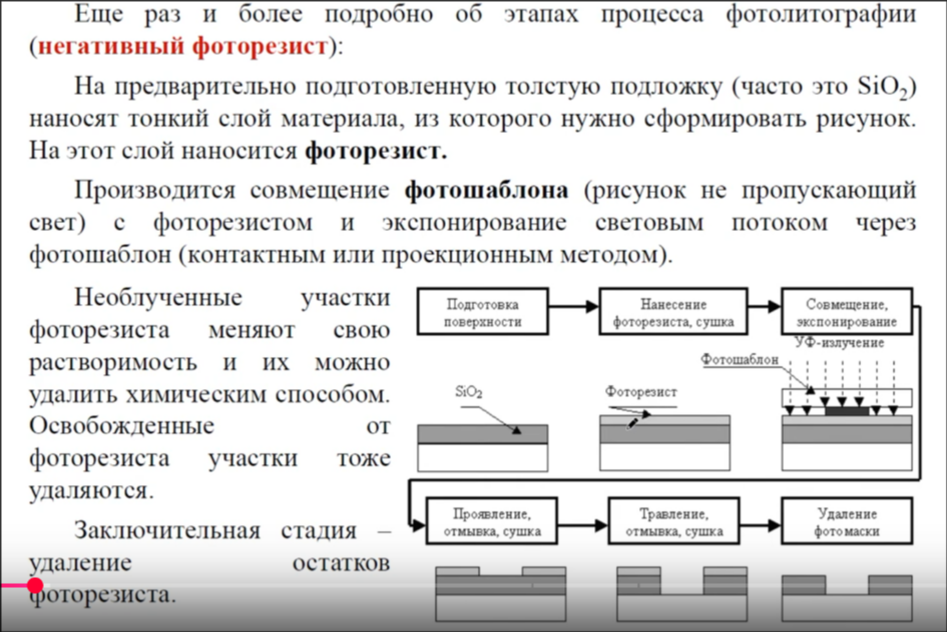 Еще раз и более подробно об этапах процесса фотолитографии
(негативный фоторезист):
На предварительно подготовленную толстую подложку (часто это SiO₂)
наносят тонкий слой материала, из которого нужно сформировать рисунок.
На этот слой наносится фоторезист.
Производится совмещение фотошаблона (рисунок не пропускающий
свет) с фоторезистом и экспонирование световым потоком через
фотошаблон (контактным или проекционным методом).
Необлученные участки
фоторезиста меняют свою
растворимость и их можно
удалить химическим способом.
Освобожденные от
фоторезиста участки тоже
удаляются.
Заключительная стадия –
удаление остатков
фоторезиста.
Подготовка
поверхности
Нанесение
фоторезиста, сушка
Совмещение,
экспонирование
УФ-излучение
Фотошаблон
SiO₂
Фоторезист
Проявление,
отмывка, сушка
Травление,
отмывка, сушка
Удаление
фотомаски